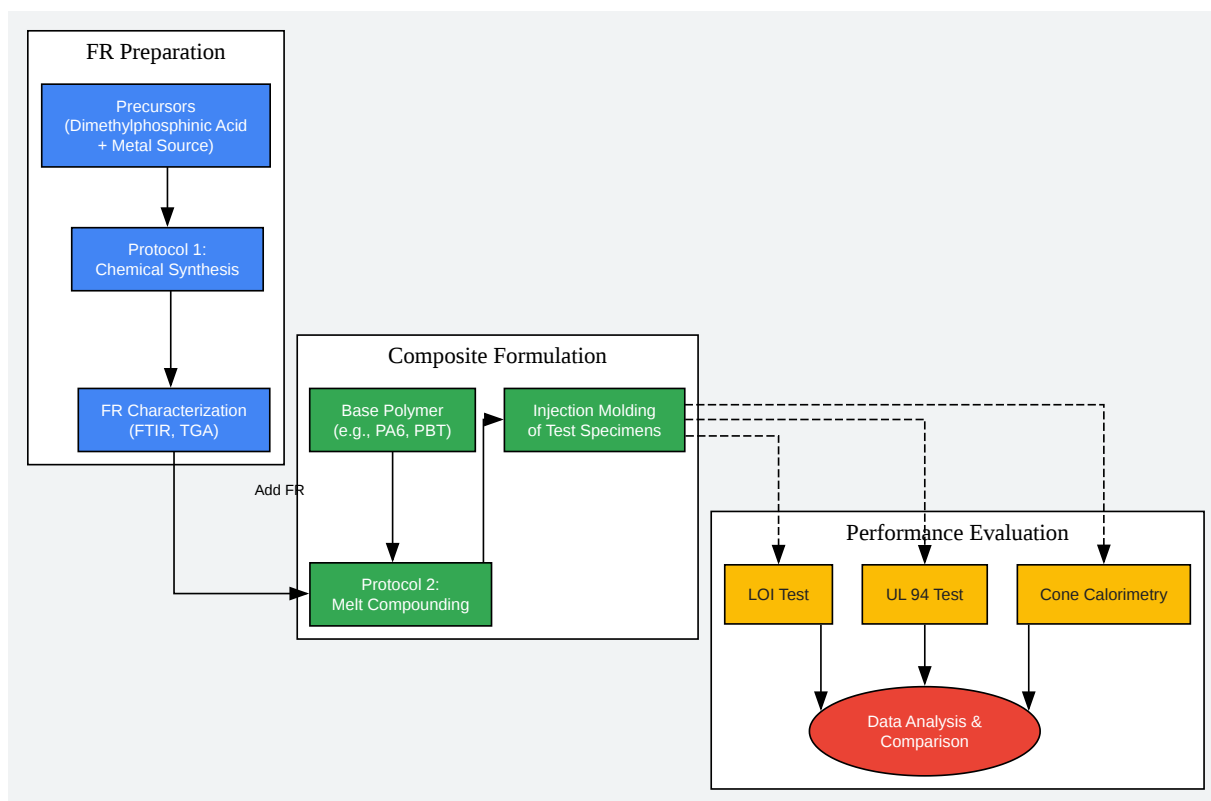 FR Preparation
Precursors
(Dimethylphosphinic Acid
+ Metal Source)
Protocol 1:
Chemical Synthesis
FR Characterization
(FTIR, TGA)
Add FR
Composite Formulation
Base Polymer
(e.g., PA6, PBT)
Injection Molding
of Test Specimens
Protocol 2:
Melt Compounding
Performance Evaluation
LOI Test
UL 94 Test
Cone Calorimetry
Data Analysis &
Comparison